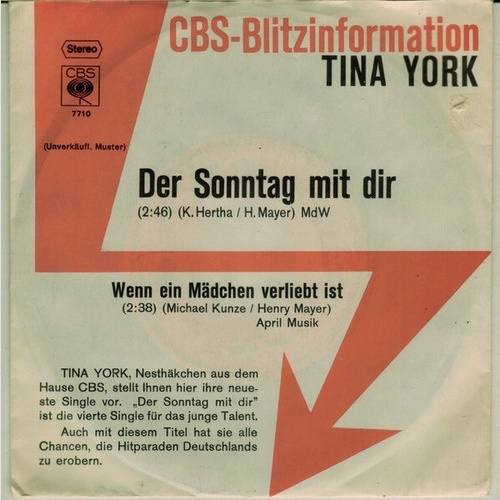 CBS-Blitzinformation
TINA YORK
Stereo
CBS
7710
(Unverkäufl. Muster)
Der Sonntag mit dir
(2:46) (K. Hertha / H. Mayer) MdW
Wenn ein Mädchen verliebt ist
(2:38) (Michael Kunze / Henry Mayer)
April Musik
TINA YORK, Nesthäkchen aus dem
Hause CBS, stellt Ihnen hier ihre neue-
ste Single vor. „Der Sonntag mit dir"
ist die vierte Single für das junge Talent.
Auch mit diesem Titel hat sie alle
Chancen, die Hitparaden Deutschlands
zu erobern.